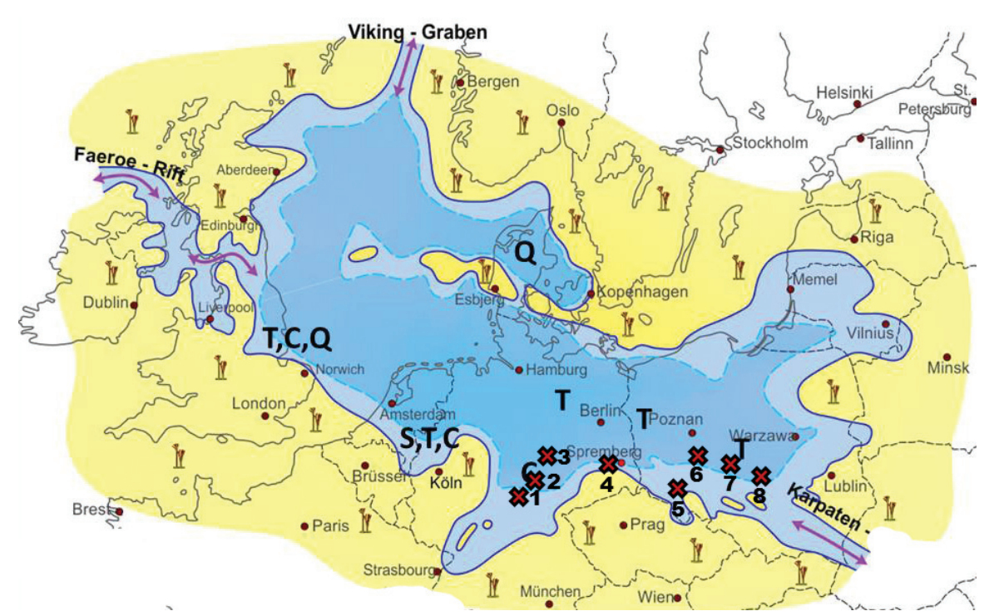 Viking - Graben
Bergen
Helsinki
St.
Petersburg
Oslo
Stockholm
Tallinn
Faeroe - Rift
Aberdeen
Edinburgh
Riga
Q
Memel
Dublin
Liverpool
Esbjerg
Kopenhagen
Vilnius
T,C,Q
Norwich
Hamburg
Minsk
London
Amsterdam
T
Berlin
T
Poznan
Warzawa
S,T,C
Spremberg
T
Brüssel
Köln
C
3
2
1
4
5
6
7
8
Lublin
Karpaten -
Brest
Paris
Prag
Strasbourg
München
Wien